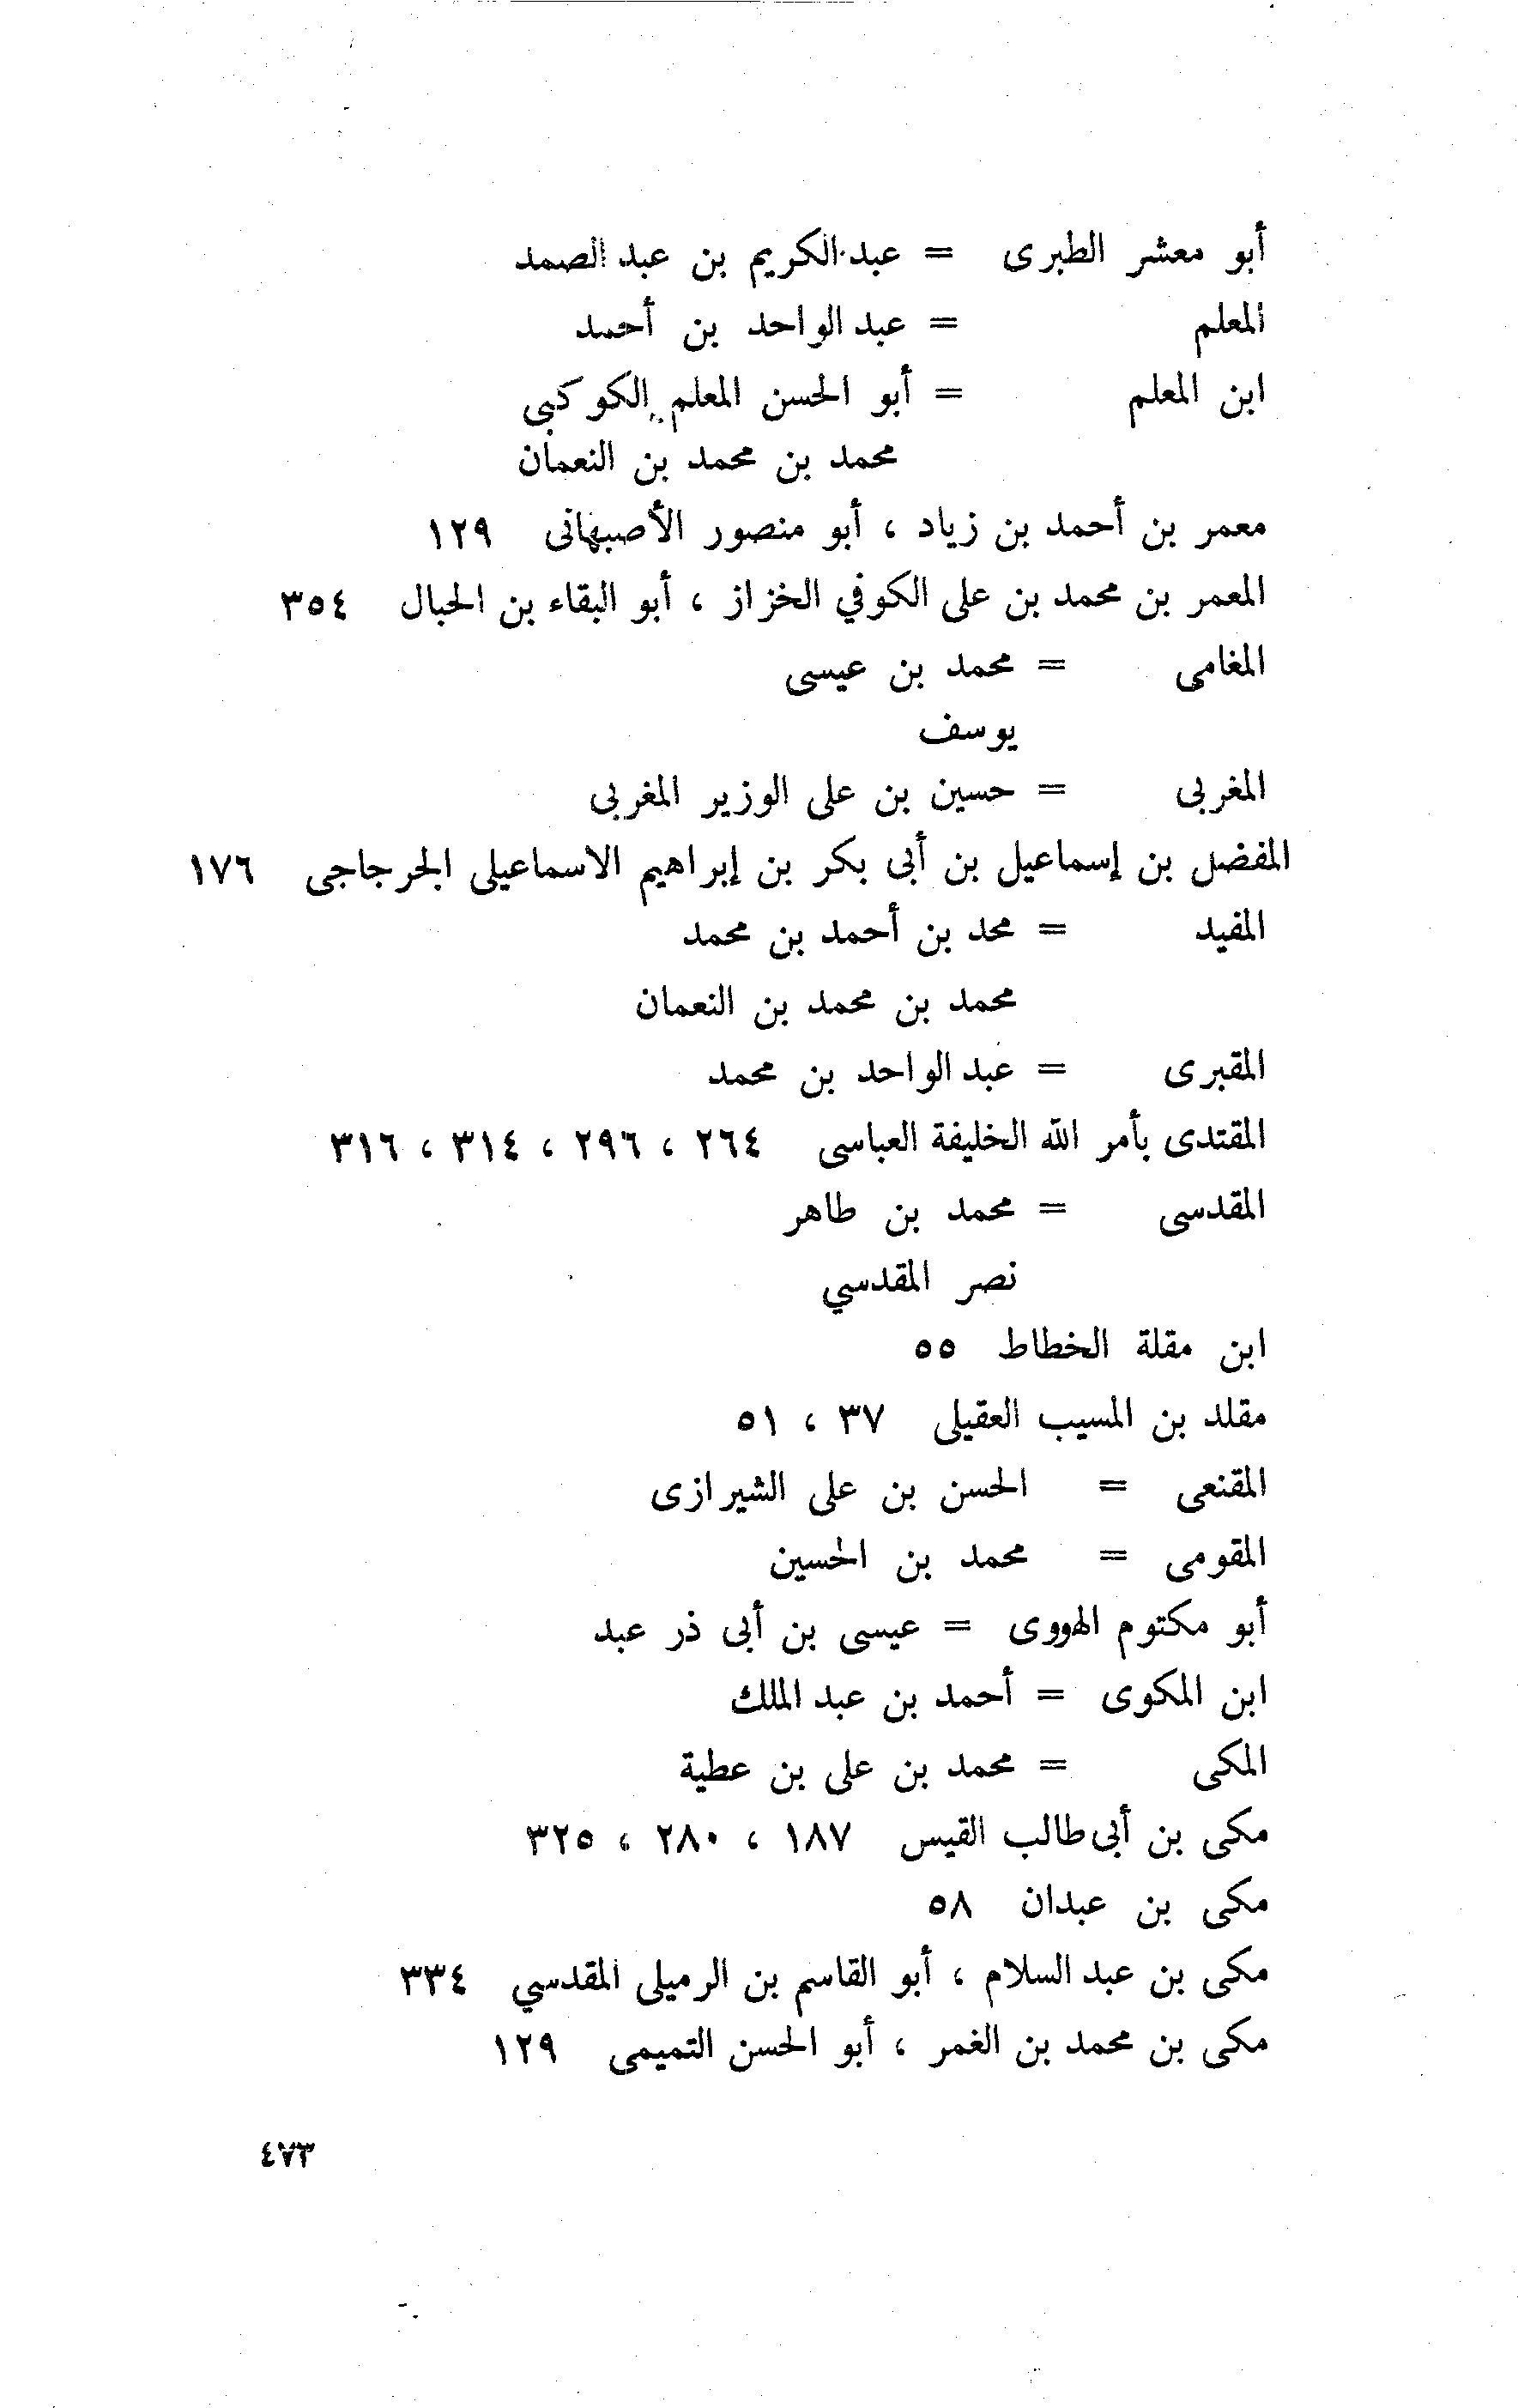 أبو معشر الطبرى = عبد الكريم بن عبد الصمد
المعلم = عبد الواحد بن أحمد
ابن المعلم = أبو الحسن المعلم الكوكبى
محمد بن محمد بن النعمان
معمر بن أحمد بن زياد ، أبو منصور الأصبهانى ١٢٩
المعمر بن محمد بن على الكوفي الخزاز ، أبو البقاء بن الحبال ٣٥٤
المغامى = محمد بن عيسى
يوسف
المغربى = حسين بن على الوزير المغربى
المفضل بن إسماعيل بن أبى بكر بن إبراهيم الاسماعيلى الجرجاجى ١٧٦
المفيد = محد بن أحمد بن محمد
محمد بن محمد بن النعمان
المقبرى = عبد الواحد بن محمد
المقتدى بأمر الله الخليفة العباسى ٢٦٤ ، ٢٩٦ ، ٣١٤ ، ٣١٦
المقدسى = محمد بن طاهر
نصر المقدسي
ابن مقلة الخطاط ٥٥
مقلد بن المسيب العقيلى ٣٧ ، ٥١
المقنعى = الحسن بن على الشيرازى
المقومى = محمد بن الحسين
أبو مكتوم الهووى = عيسى بن أبى ذر عبد
ابن المكوى = أحمد بن عبد الملك
المكى = محمد بن على بن عطية
مكى بن أبى طالب القيس ١٨٧ ، ٢٨٠ ، ٣٢٥
مكى بن عبدان ٥٨
مكى بن عبد السلام ، أبو القاسم بن الرميلى المقدسي ٣٣٤
مكى بن محمد بن الغمر ، أبو الحسن التميمى ١٢٩
٤٧٣